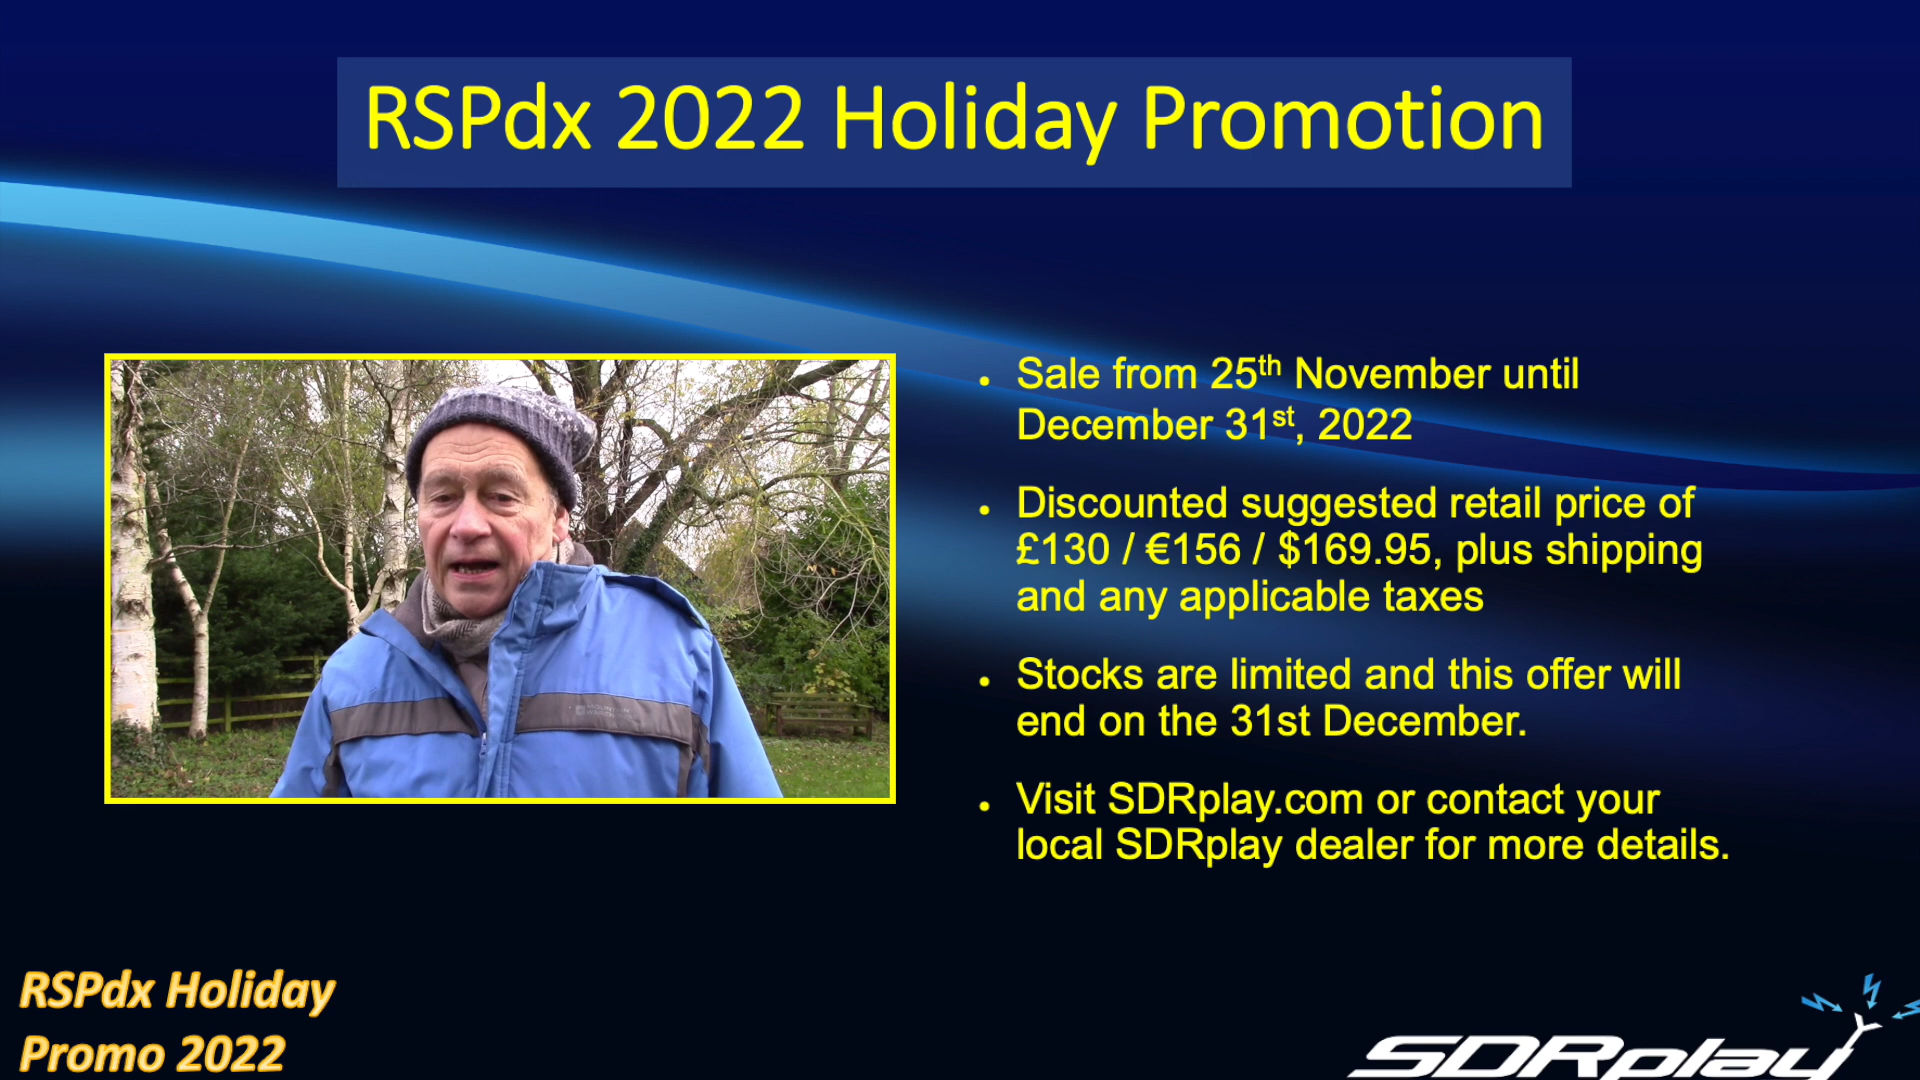 RSPdx 2022 Holiday Promotion
• Sale from 25th November until
December 31st, 2022
• Discounted suggested retail price of
£130 / €156 / $169.95, plus shipping
and any applicable taxes
• Stocks are limited and this offer will
end on the 31st December.
• Visit SDRplay.com or contact your
local SDRplay dealer for more details.
MOUNTAIN
RSPdx Holiday
Promo 2022
SDRplay